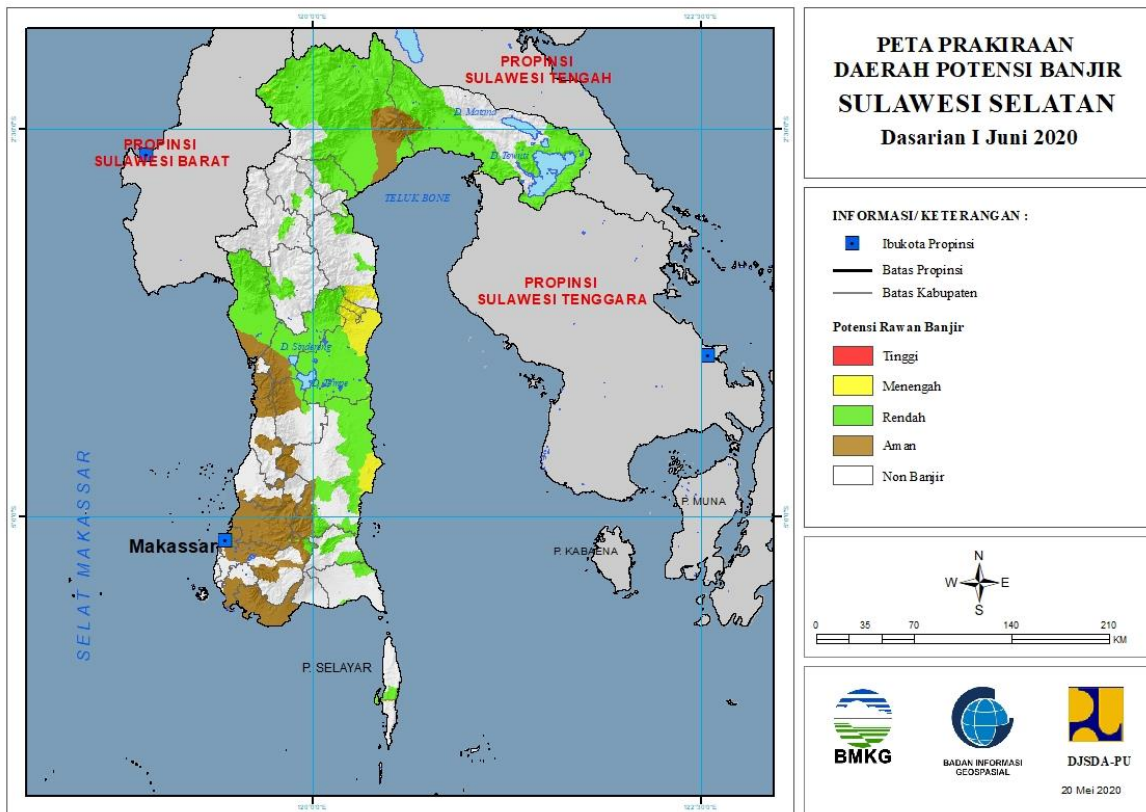 PETA PRAKIRAAN
DAERAH POTENSI BANJIR
SULAWESI SELATAN
Dasarian I Juni 2020
INFORMASI/ KETERANGAN :
Ibukota Propinsi
Batas Propinsi
Batas Kabupaten
Potensi Rawan Banjir
Tinggi
Menengah
Rendah
Aman
Non Banjir
N
W E
S
0 35 70 140 210
KM
BMKG
BADAN INFORMASI
GEOSPASIAL
DJSDA-PU
20 Mei 2020
PROPINSI
SULAWESI TENGAH
PROPINSI
SULAWESI BARAT
D. Matana
D. Towuti
TELUK BONE
PROPINSI
SULAWESI TENGGARA
D. Sindereng
D. Tempe
SELAT MAKASSAR
Makassar
P. MUNA
P. KABAENA
P. SELAYAR